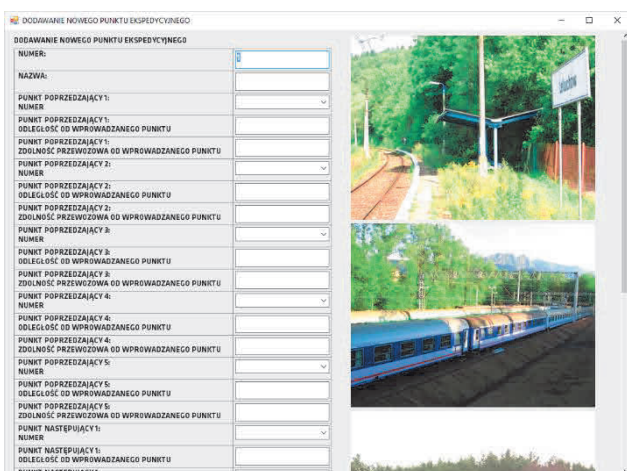 DODAWANIE NOWEGO PUNKTU EKSPEDYCYJNEGO
DODAWANIE NOWEGO PUNKTU EKSPEDYCYJNEGO
NUMER:
1
NAZWA:
PUNKT POPRZEDZAJĄCY 1:
NUMER
PUNKT POPRZEDZAJĄCY 1:
ODLEGŁOŚĆ OD WPROWADZANEGO PUNKTU
PUNKT POPRZEDZAJĄCY 1:
ZDOLNOŚĆ PRZEWOZOWA OD WPROWADZANEGO PUNKTU
PUNKT POPRZEDZAJĄCY 2:
NUMER
PUNKT POPRZEDZAJĄCY 2:
ODLEGŁOŚĆ OD WPROWADZANEGO PUNKTU
PUNKT POPRZEDZAJĄCY 2:
ZDOLNOŚĆ PRZEWOZOWA OD WPROWADZANEGO PUNKTU
PUNKT POPRZEDZAJĄCY 3:
NUMER
PUNKT POPRZEDZAJĄCY 3:
ODLEGŁOŚĆ OD WPROWADZANEGO PUNKTU
PUNKT POPRZEDZAJĄCY 3:
ZDOLNOŚĆ PRZEWOZOWA OD WPROWADZANEGO PUNKTU
PUNKT POPRZEDZAJĄCY 4:
NUMER
PUNKT POPRZEDZAJĄCY 4:
ODLEGŁOŚĆ OD WPROWADZANEGO PUNKTU
PUNKT POPRZEDZAJĄCY 4:
ZDOLNOŚĆ PRZEWOZOWA OD WPROWADZANEGO PUNKTU
PUNKT POPRZEDZAJĄCY 5:
NUMER
PUNKT POPRZEDZAJĄCY 5:
ODLEGŁOŚĆ OD WPROWADZANEGO PUNKTU
PUNKT POPRZEDZAJĄCY 5:
ZDOLNOŚĆ PRZEWOZOWA OD WPROWADZANEGO PUNKTU
PUNKT NASTĘPUJĄCY 1:
NUMER
PUNKT NASTĘPUJĄCY 1:
ODLEGŁOŚĆ OD WPROWADZANEGO PUNKTU